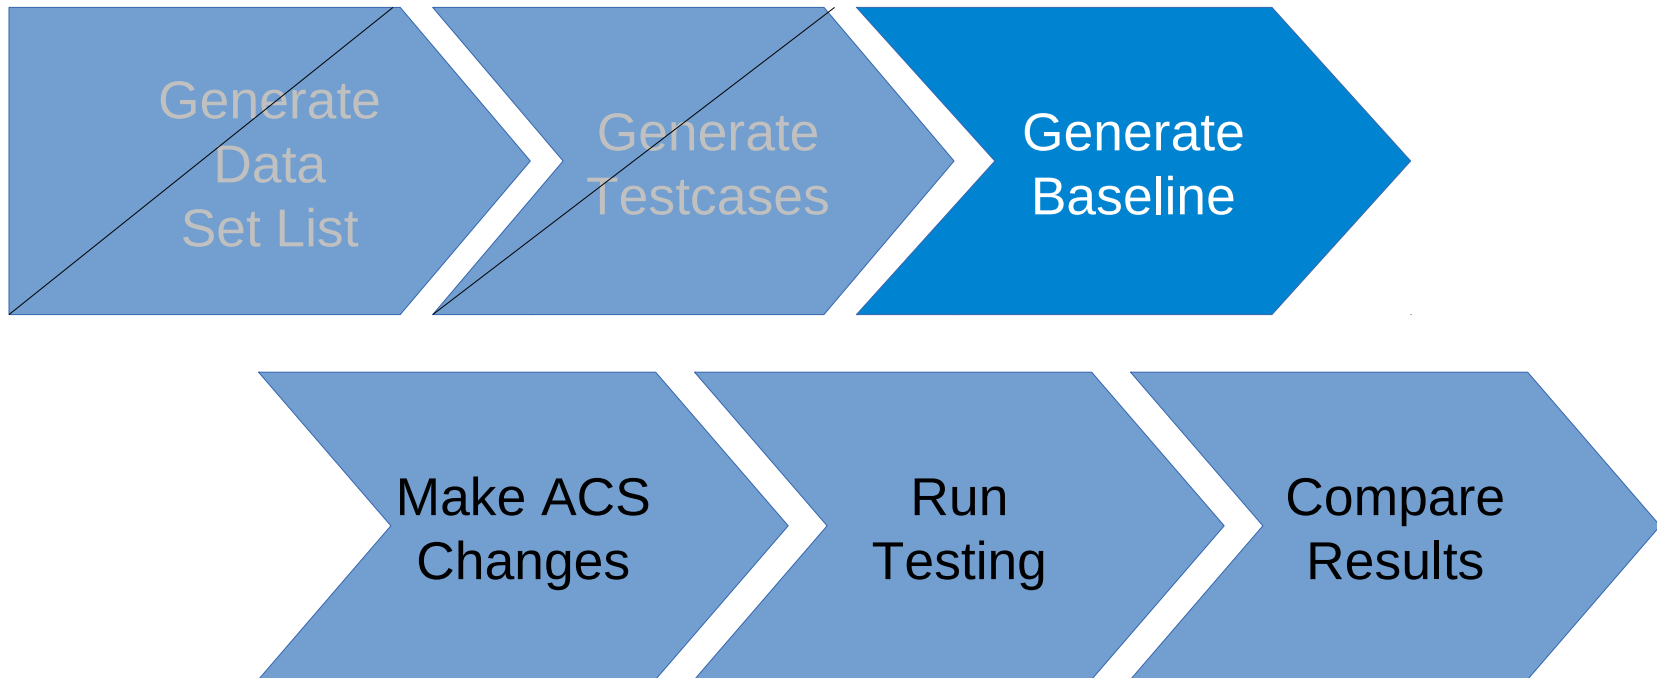 Generate
Data
Set List
Generate
Testcases
Generate
Baseline
Make ACS
Changes
Run
Testing
Compare
Results